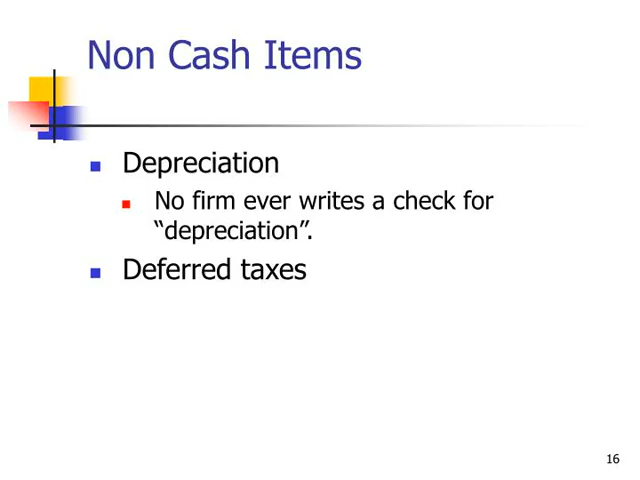 Non Cash Items
Depreciation
No firm ever writes a check for
“depreciation”.
Deferred taxes
16